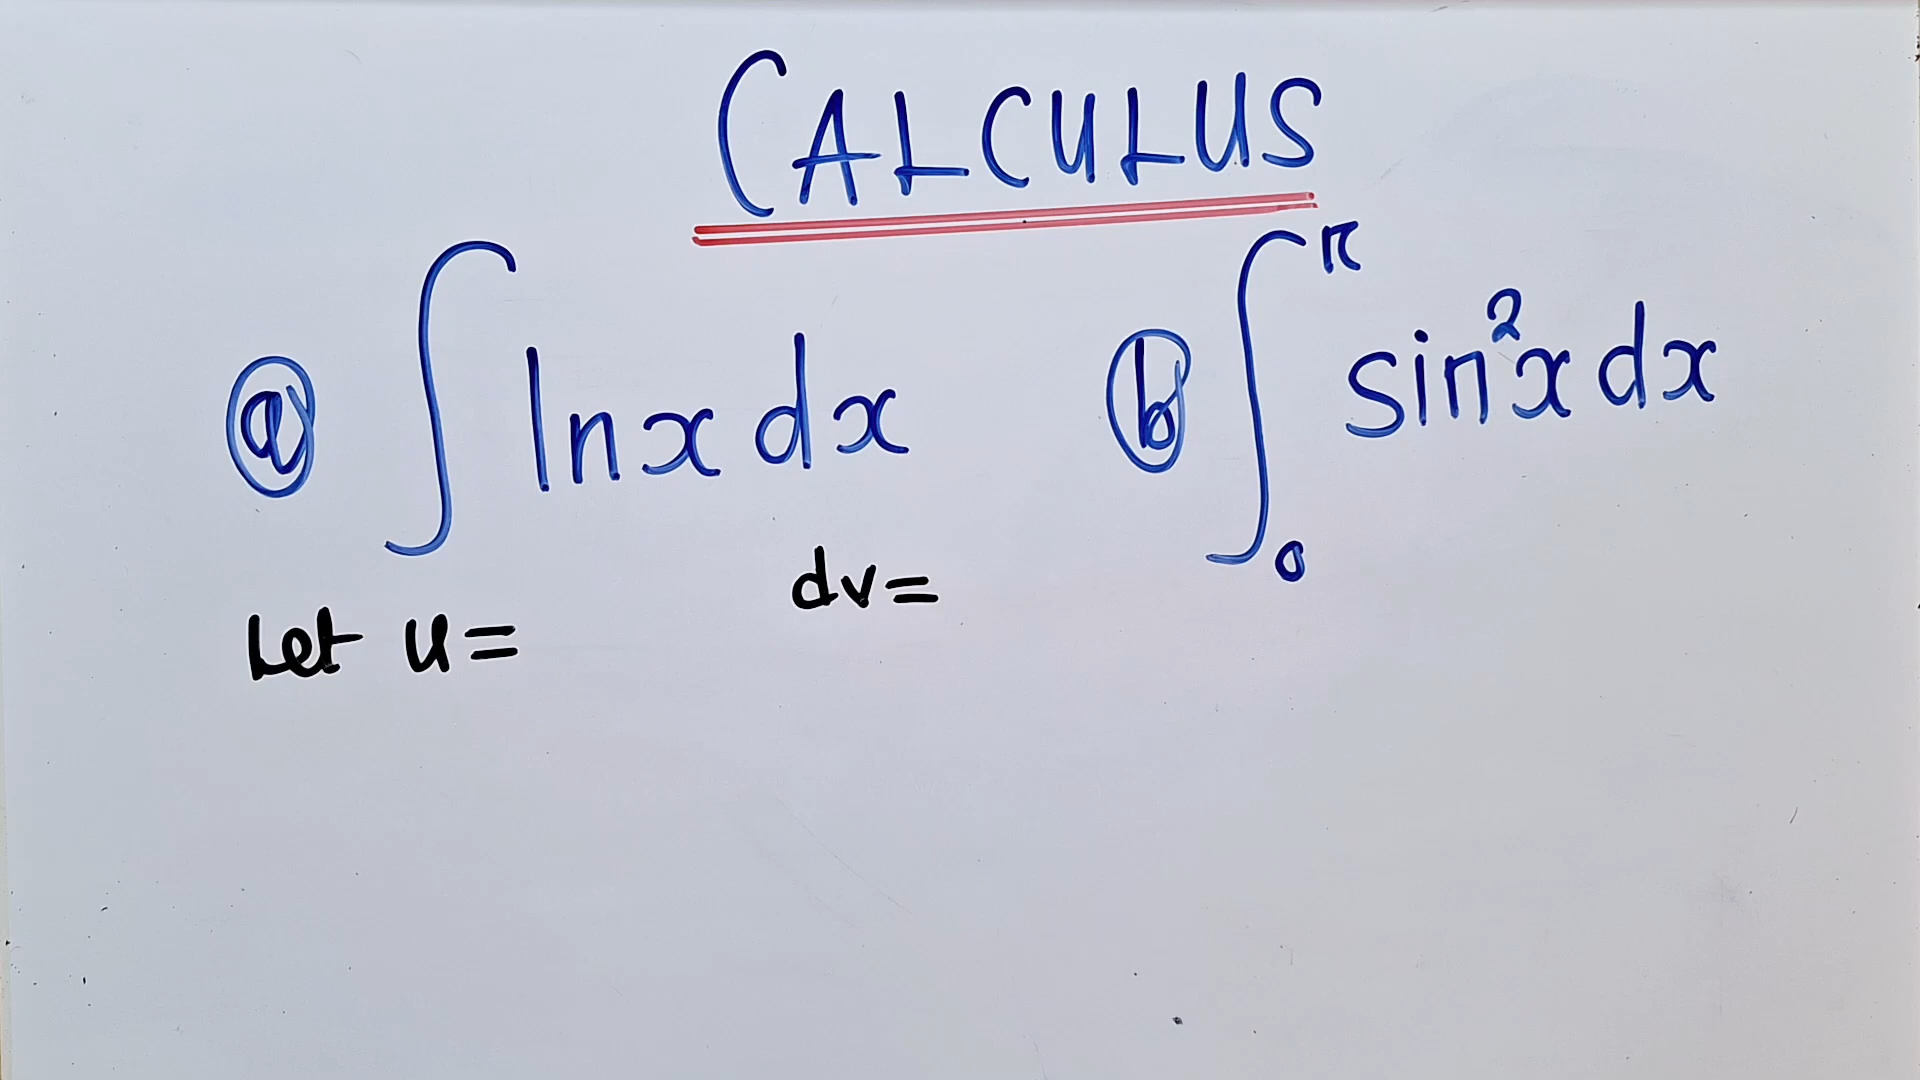 CALCULUS
ⓐ ∫ ln x dx
ⓑ ∫₀^π sin²x dx
Let u= dv=